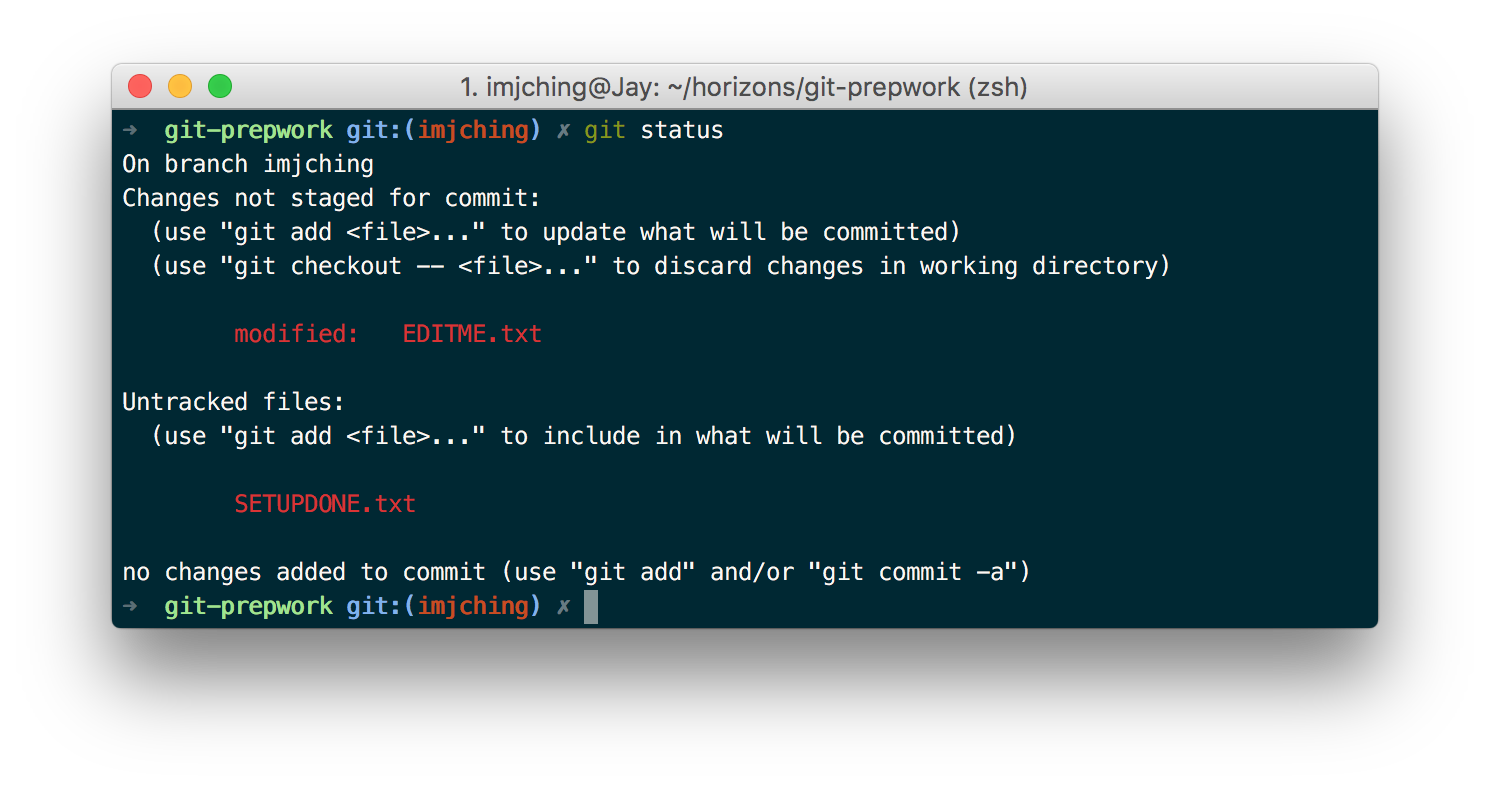 1. imjching@Jay: ~/horizons/git-prepwork (zsh)
➜  git-prepwork git:(imjching) ✗ git status
On branch imjching
Changes not staged for commit:
  (use "git add <file>..." to update what will be committed)
  (use "git checkout -- <file>..." to discard changes in working directory)
        modified:   EDITME.txt
Untracked files:
  (use "git add <file>..." to include in what will be committed)
        SETUPDONE.txt
no changes added to commit (use "git add" and/or "git commit -a")
➜  git-prepwork git:(imjching) ✗